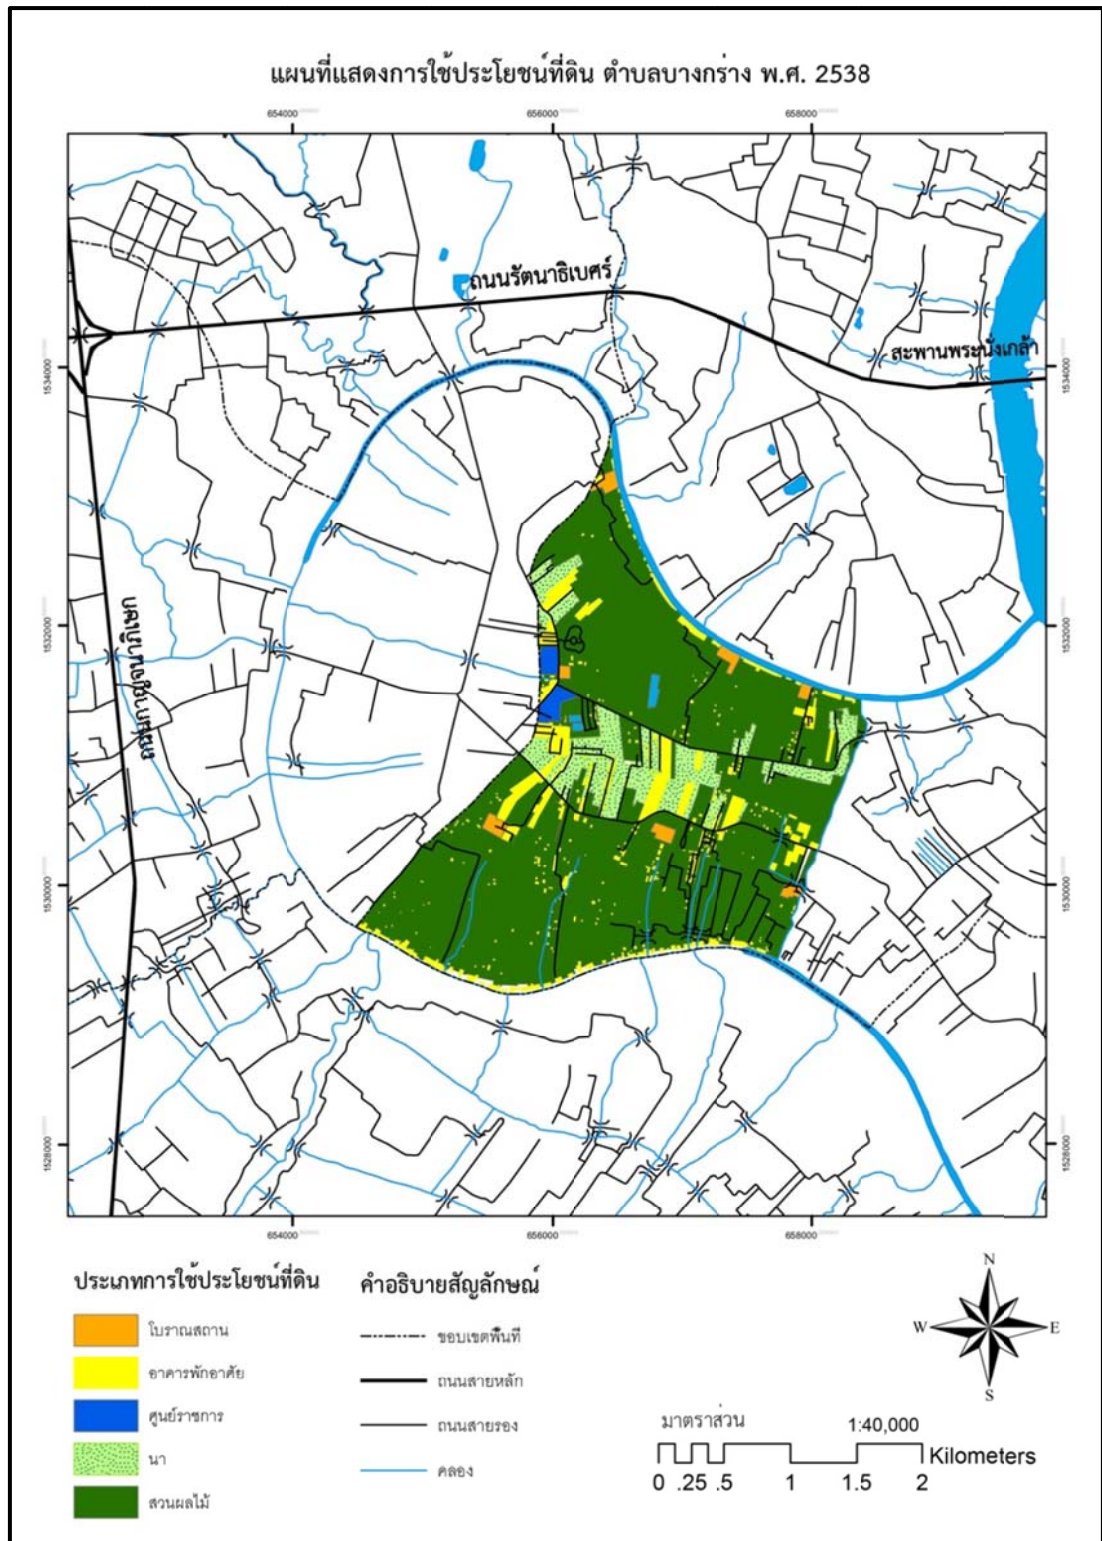 แผนที่แสดงการใช้ประโยชน์ที่ดิน ตำบลบางกร่าง พ.ศ. 2538
654000 656000 658000
ถนนรัตนาธิเบศร์
สะพานพระนั่งเกล้า
1534000 1534000
ถนนกาญจนาภิเษก
1532000 1532000
1530000 1530000
1528000 1528000
654000 656000 658000
ประเภทการใช้ประโยชน์ที่ดิน
โบราณสถาน
อาคารพักอาศัย
ศูนย์ราชการ
นา
สวนผลไม้
คำอธิบายสัญลักษณ์
ขอบเขตพื้นที่
ถนนสายหลัก
ถนนสายรอง
คลอง
N
W E
S
มาตราส่วน 1:40,000
Kilometers
0 .25 .5 1 1.5 2